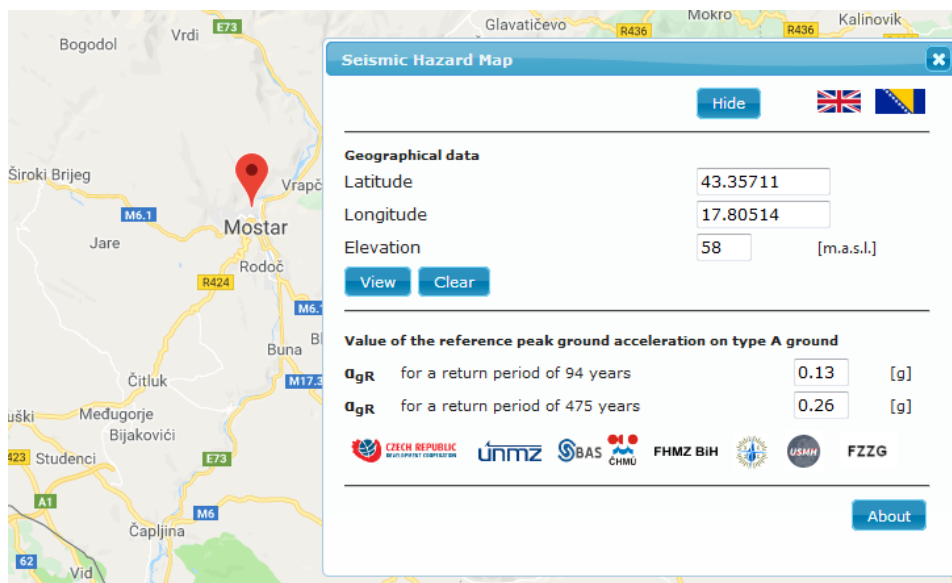 Glavatičevo
Mokro
Kalinovik
Bogodol
Vrdi
E73
R436
R436
Široki Brijeg
Vrapč
M6.1
Mostar
Jare
Rodoč
R424
M6.
Buna
Bl
Čitluk
M17.3
uški
Međugorje
Bijakovići
423
Studenci
E73
A1
M6
Čapljina
62
Vid
Seismic Hazard Map
Hide
Geographical data
Latitude 43.35711
Longitude 17.80514
Elevation 58 [m.a.s.l.]
View Clear
Value of the reference peak ground acceleration on type A ground
agR for a return period of 94 years 0.13 [g]
agR for a return period of 475 years 0.26 [g]
CZECH REPUBLIC
DEVELOPMENT COOPERATION
únmz
BAS
ČHMÚ
FHMZ BiH
USMH
FZZG
About